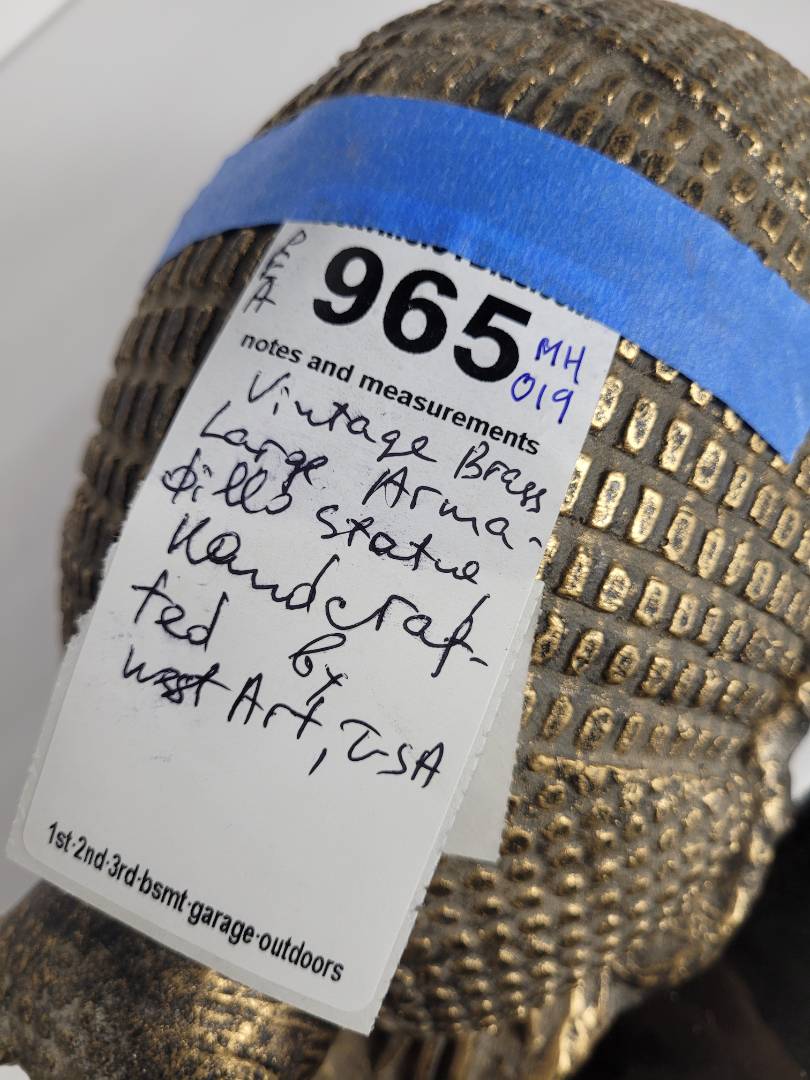 965
MH
019
notes and measurements
Vintage Brass
Large Arma-
dillo statue,
Handcraf-
ted by
West Art, USA
1st·2nd·3rd·bsmt·garage·outdoors